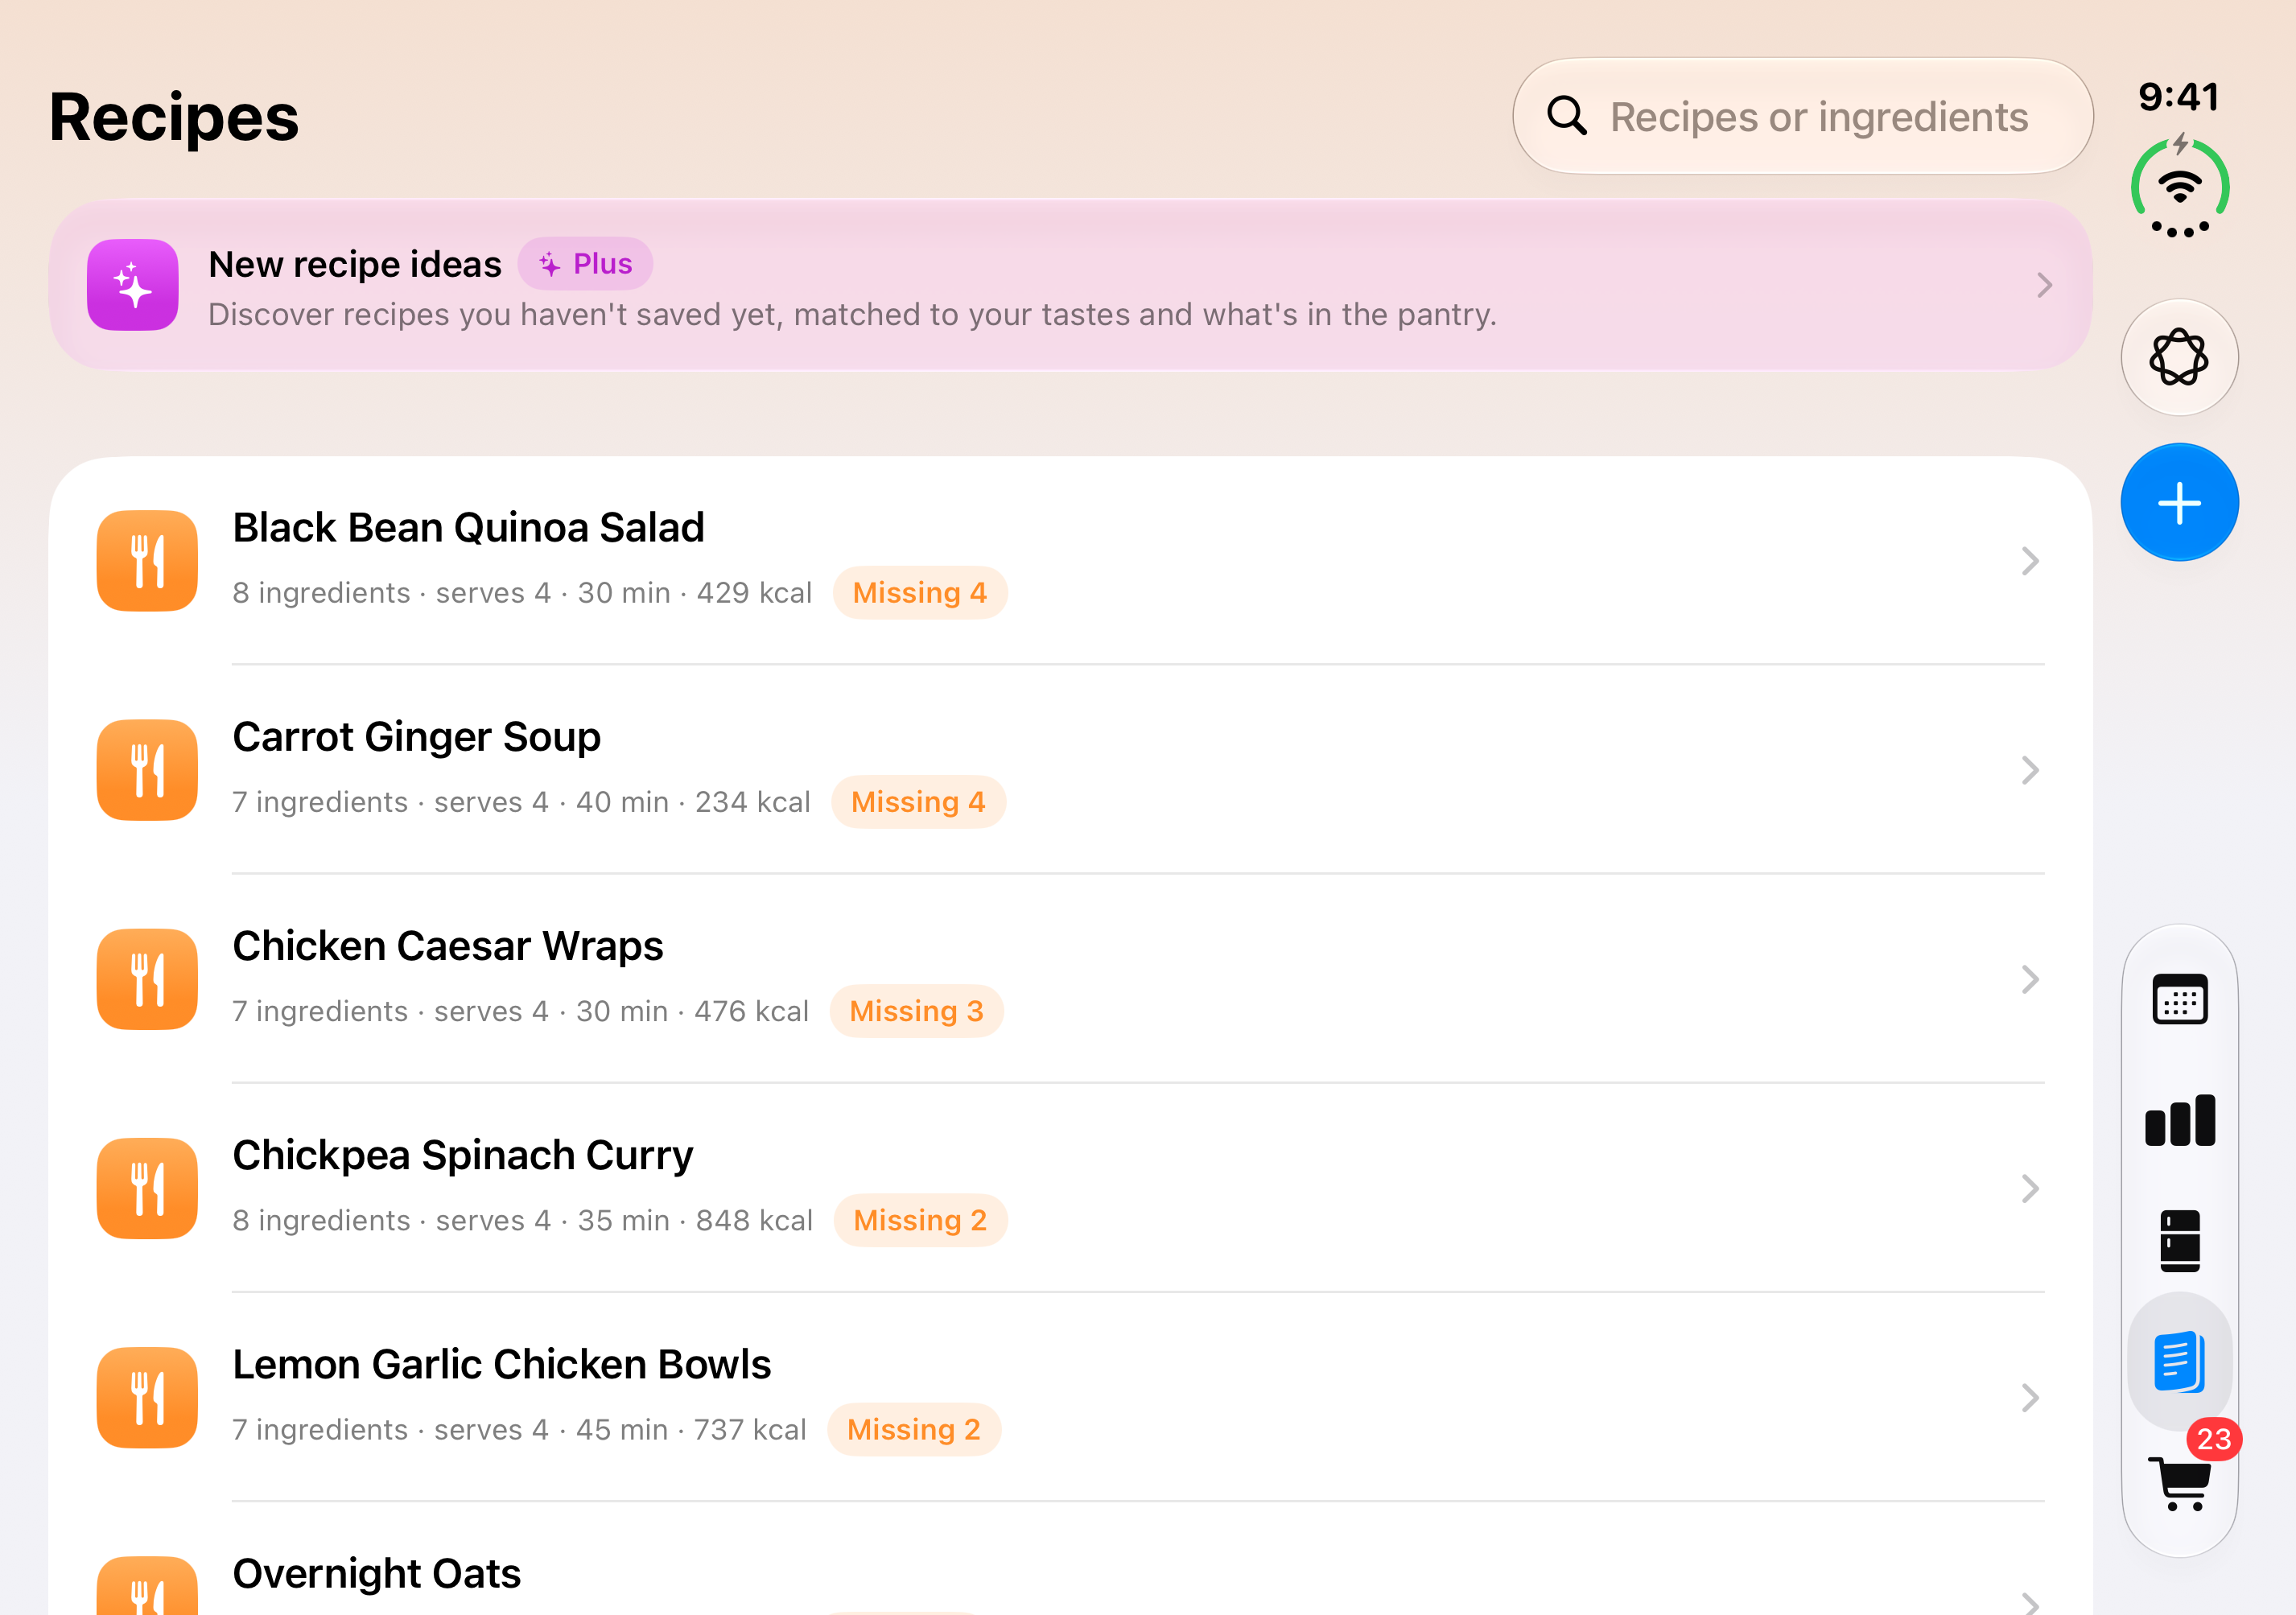 Recipes
Recipes or ingredients
9:41
New recipe ideas
Plus
Discover recipes you haven't saved yet, matched to your tastes and what's in the pantry.
Black Bean Quinoa Salad
8 ingredients · serves 4 · 30 min · 429 kcal
Missing 4
Carrot Ginger Soup
7 ingredients · serves 4 · 40 min · 234 kcal
Missing 4
Chicken Caesar Wraps
7 ingredients · serves 4 · 30 min · 476 kcal
Missing 3
Chickpea Spinach Curry
8 ingredients · serves 4 · 35 min · 848 kcal
Missing 2
Lemon Garlic Chicken Bowls
7 ingredients · serves 4 · 45 min · 737 kcal
Missing 2
23
Overnight Oats